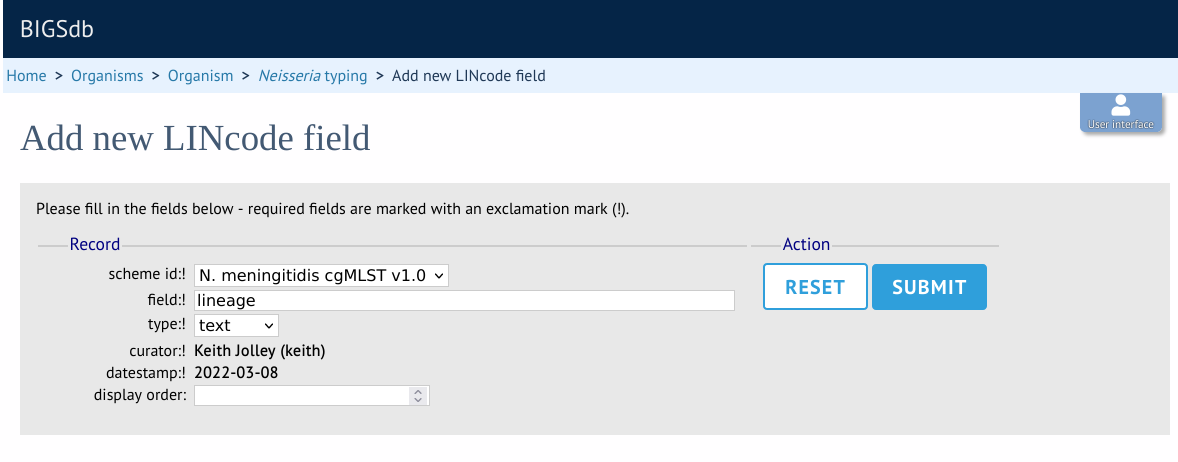 BIGSdb
Home > Organisms > Organism > Neisseria typing > Add new LINcode field
User interface
Add new LINcode field
Please fill in the fields below - required fields are marked with an exclamation mark (!).
Record
Action
scheme id:! N. meningitidis cgMLST v1.0
RESET SUBMIT
field:! lineage
type:! text
curator:! Keith Jolley (keith)
datestamp:! 2022-03-08
display order: